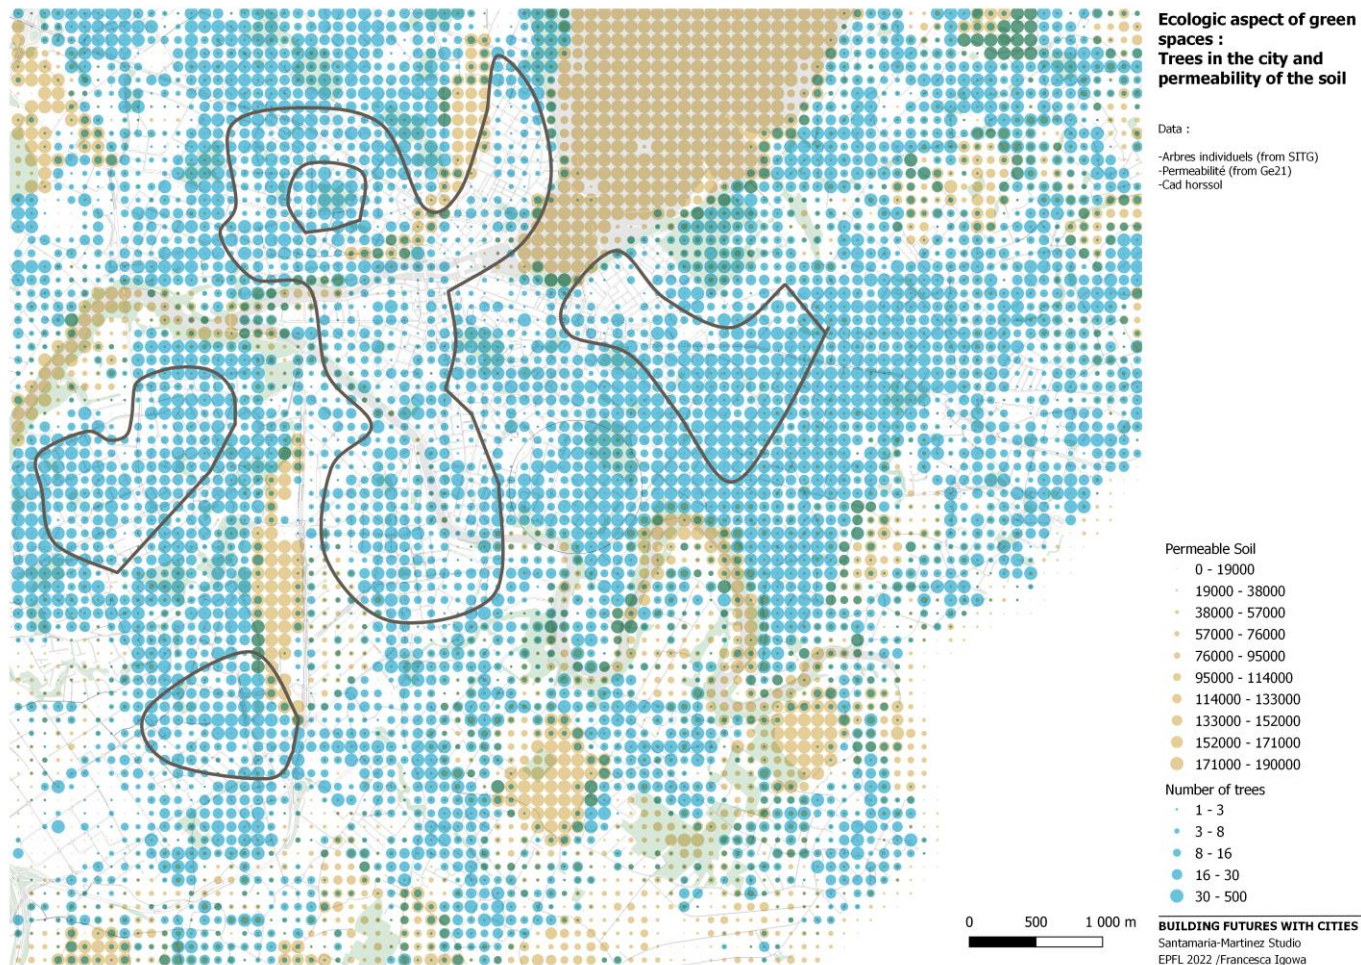 Ecologic aspect of green
spaces :
Trees in the city and
permeability of the soil
Data :
-Arbres individuels (from SITG)
-Permeabilité (from Ge21)
-Cad horssol
Permeable Soil
0 - 19000
19000 - 38000
38000 - 57000
57000 - 76000
76000 - 95000
95000 - 114000
114000 - 133000
133000 - 152000
152000 - 171000
171000 - 190000
Number of trees
1 - 3
3 - 8
8 - 16
16 - 30
30 - 500
0 500 1 000 m
BUILDING FUTURES WITH CITIES
Santamaria-Martinez Studio
EPFL 2022 /Francesca Igowa